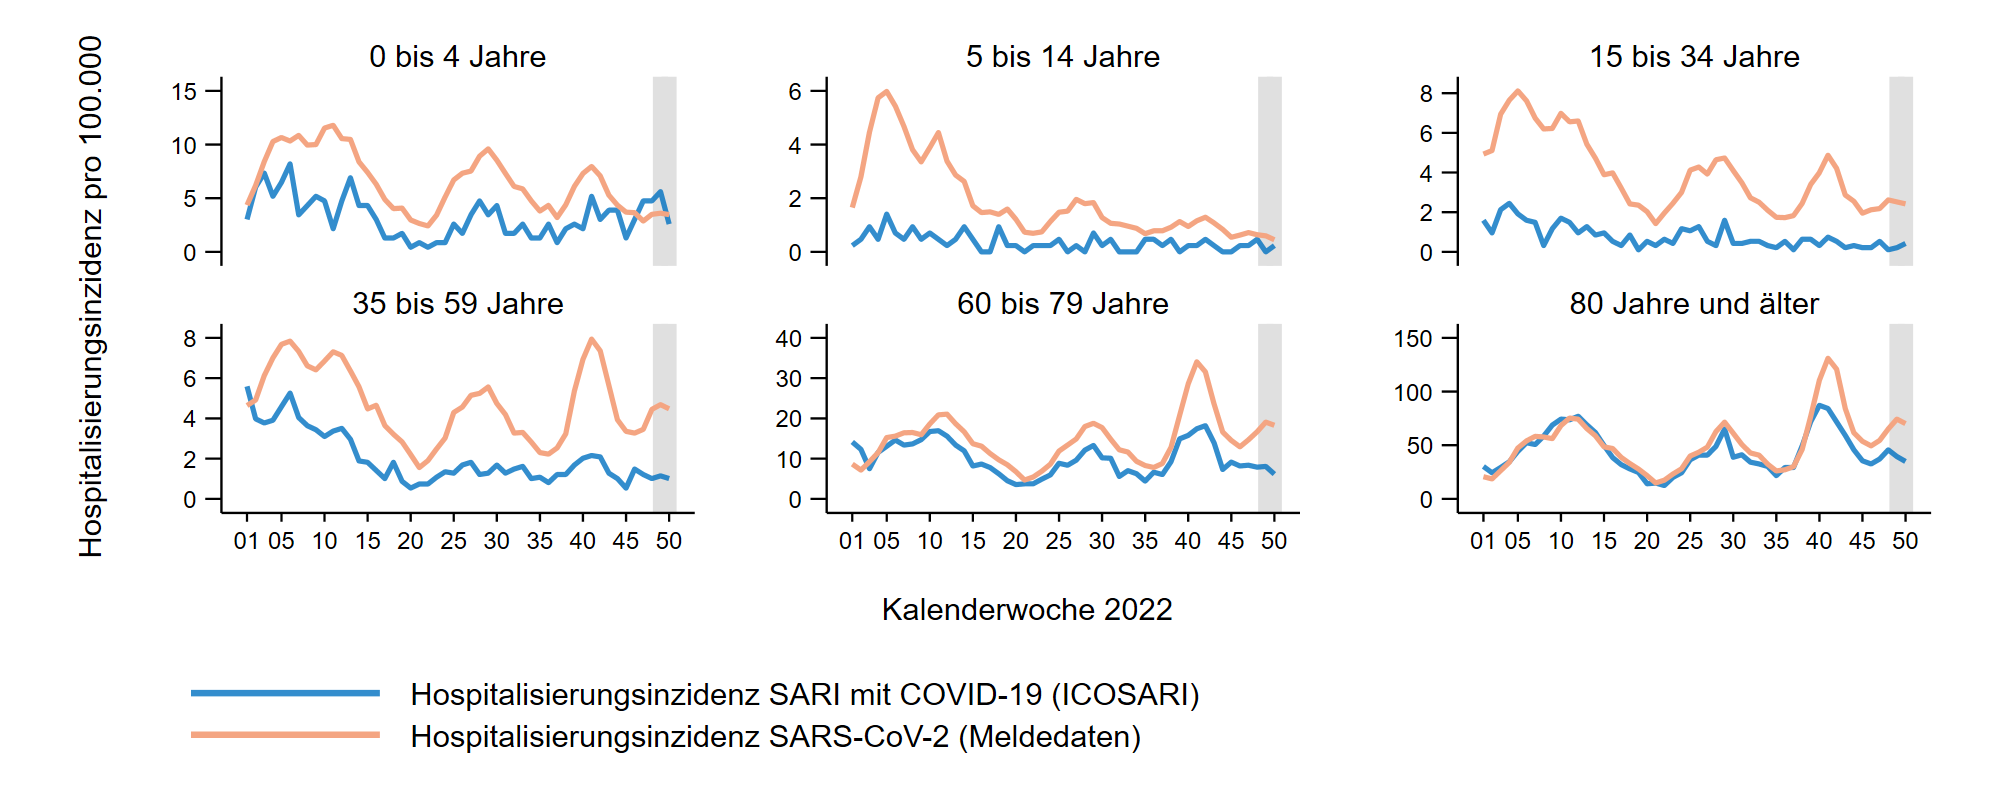 Hospitalisierungsinzidenz pro 100.000
0 bis 4 Jahre
15
10
5
0
5 bis 14 Jahre
6
4
2
0
15 bis 34 Jahre
8
6
4
2
0
35 bis 59 Jahre
8
6
4
2
0
01 05 10 15 20 25 30 35 40 45 50
60 bis 79 Jahre
40
30
20
10
0
01 05 10 15 20 25 30 35 40 45 50
80 Jahre und älter
150
100
50
0
01 05 10 15 20 25 30 35 40 45 50
Kalenderwoche 2022
Hospitalisierungsinzidenz SARI mit COVID-19 (ICOSARI)
Hospitalisierungsinzidenz SARS-CoV-2 (Meldedaten)